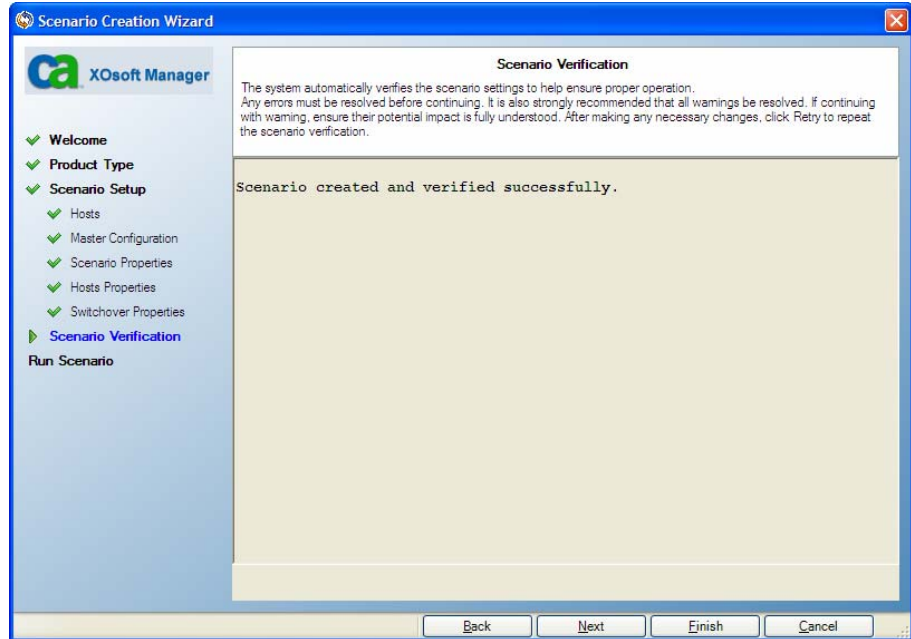 Scenario Creation Wizard
ca XOsoft Manager
Welcome
Product Type
Scenario Setup
Hosts
Master Configuration
Scenario Properties
Hosts Properties
Switchover Properties
Scenario Verification
Run Scenario
Scenario Verification
The system automatically verifies the scenario settings to help ensure proper operation.
Any errors must be resolved before continuing. It is also strongly recommended that all warnings be resolved. If continuing
with warning, ensure their potential impact is fully understood. After making any necessary changes, click Retry to repeat
the scenario verification.
Scenario created and verified successfully.
Back Next Finish Cancel